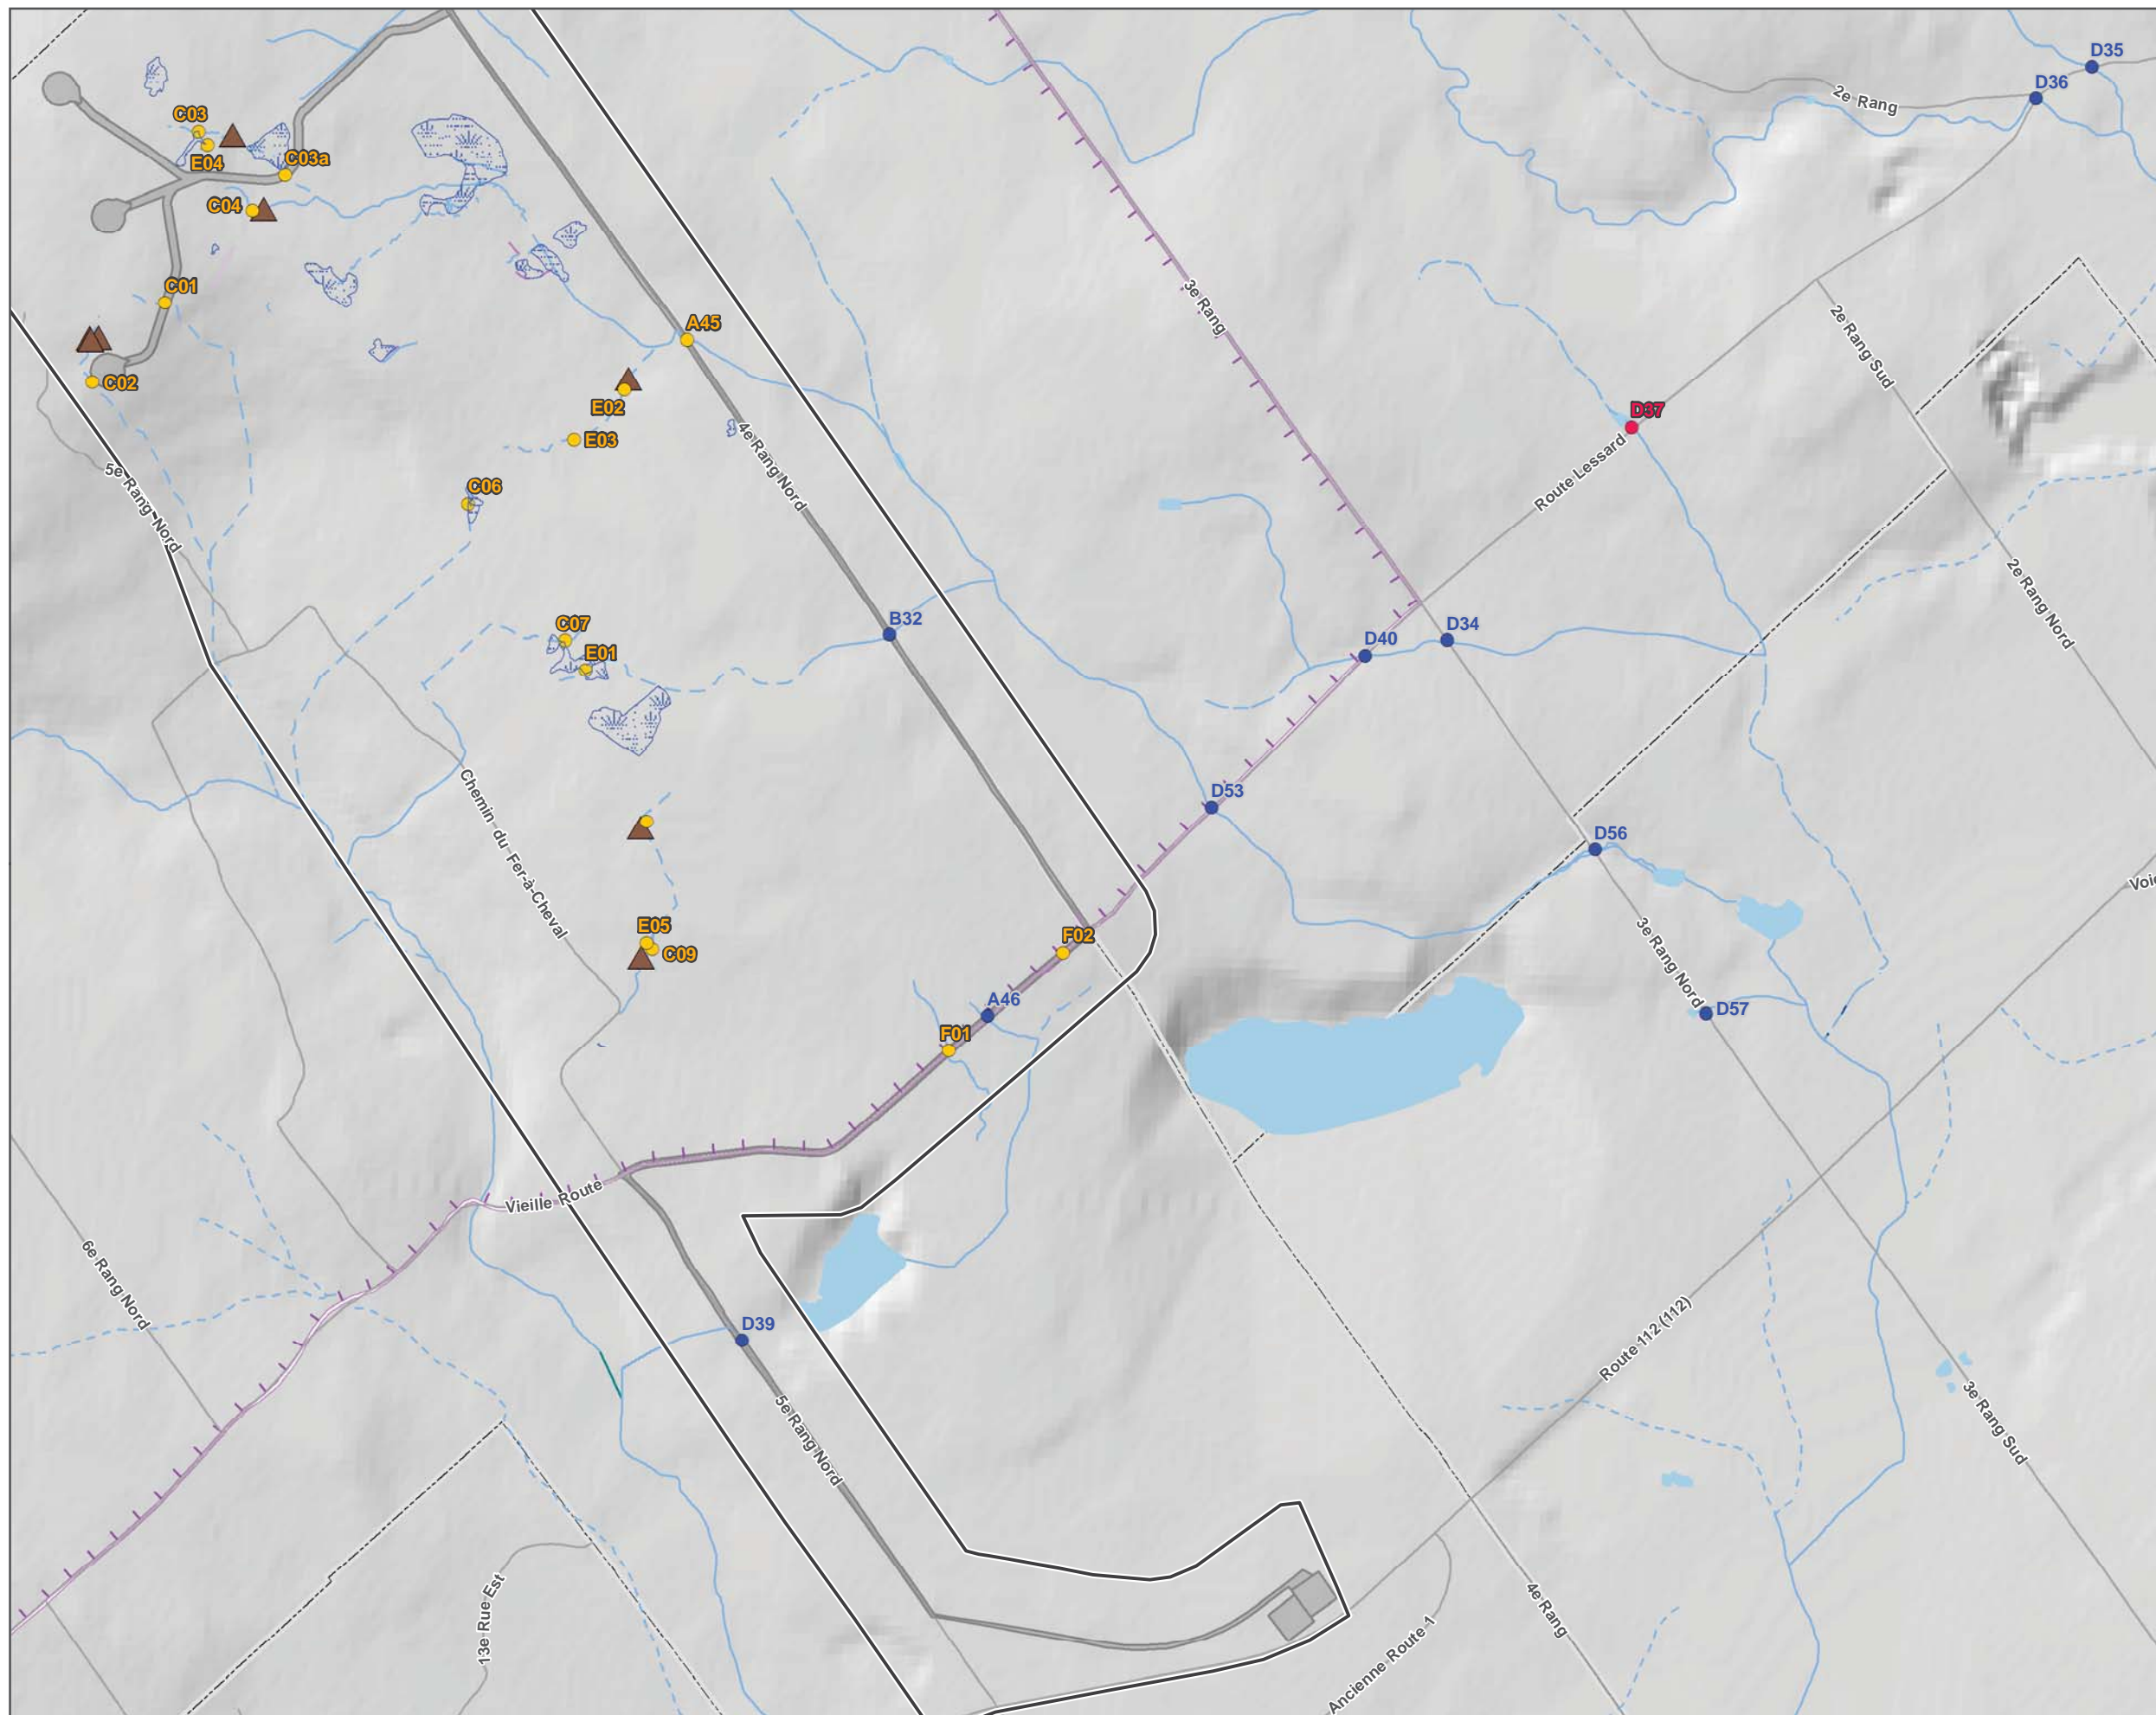 D35
D36
2e Rang
C03
E04
C03a
C04
C01
C02
A45
3e Rang
2e Rang Sud
E02
E03
4e Rang Nord
D37
Route Lessard
5e Rang Nord
C06
2e Rang Nord
C07
E01
B32
D40
D34
D53
Chemin du Fer-à-Cheval
D56
Voie
E05
C09
F02
3e Rang Nord
A46
D57
F01
Vieille Route
6e Rang Nord
D39
Route 112 (112)
3e Rang Sud
5e Rang Nord
13e Rue Est
4e Rang
Ancienne Route 1